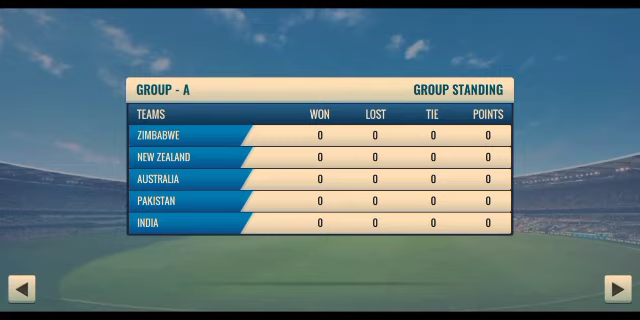 GROUP - A GROUP STANDING
TEAMS WON LOST TIE POINTS
ZIMBABWE 0 0 0 0
NEW ZEALAND 0 0 0 0
AUSTRALIA 0 0 0 0
PAKISTAN 0 0 0 0
INDIA 0 0 0 0